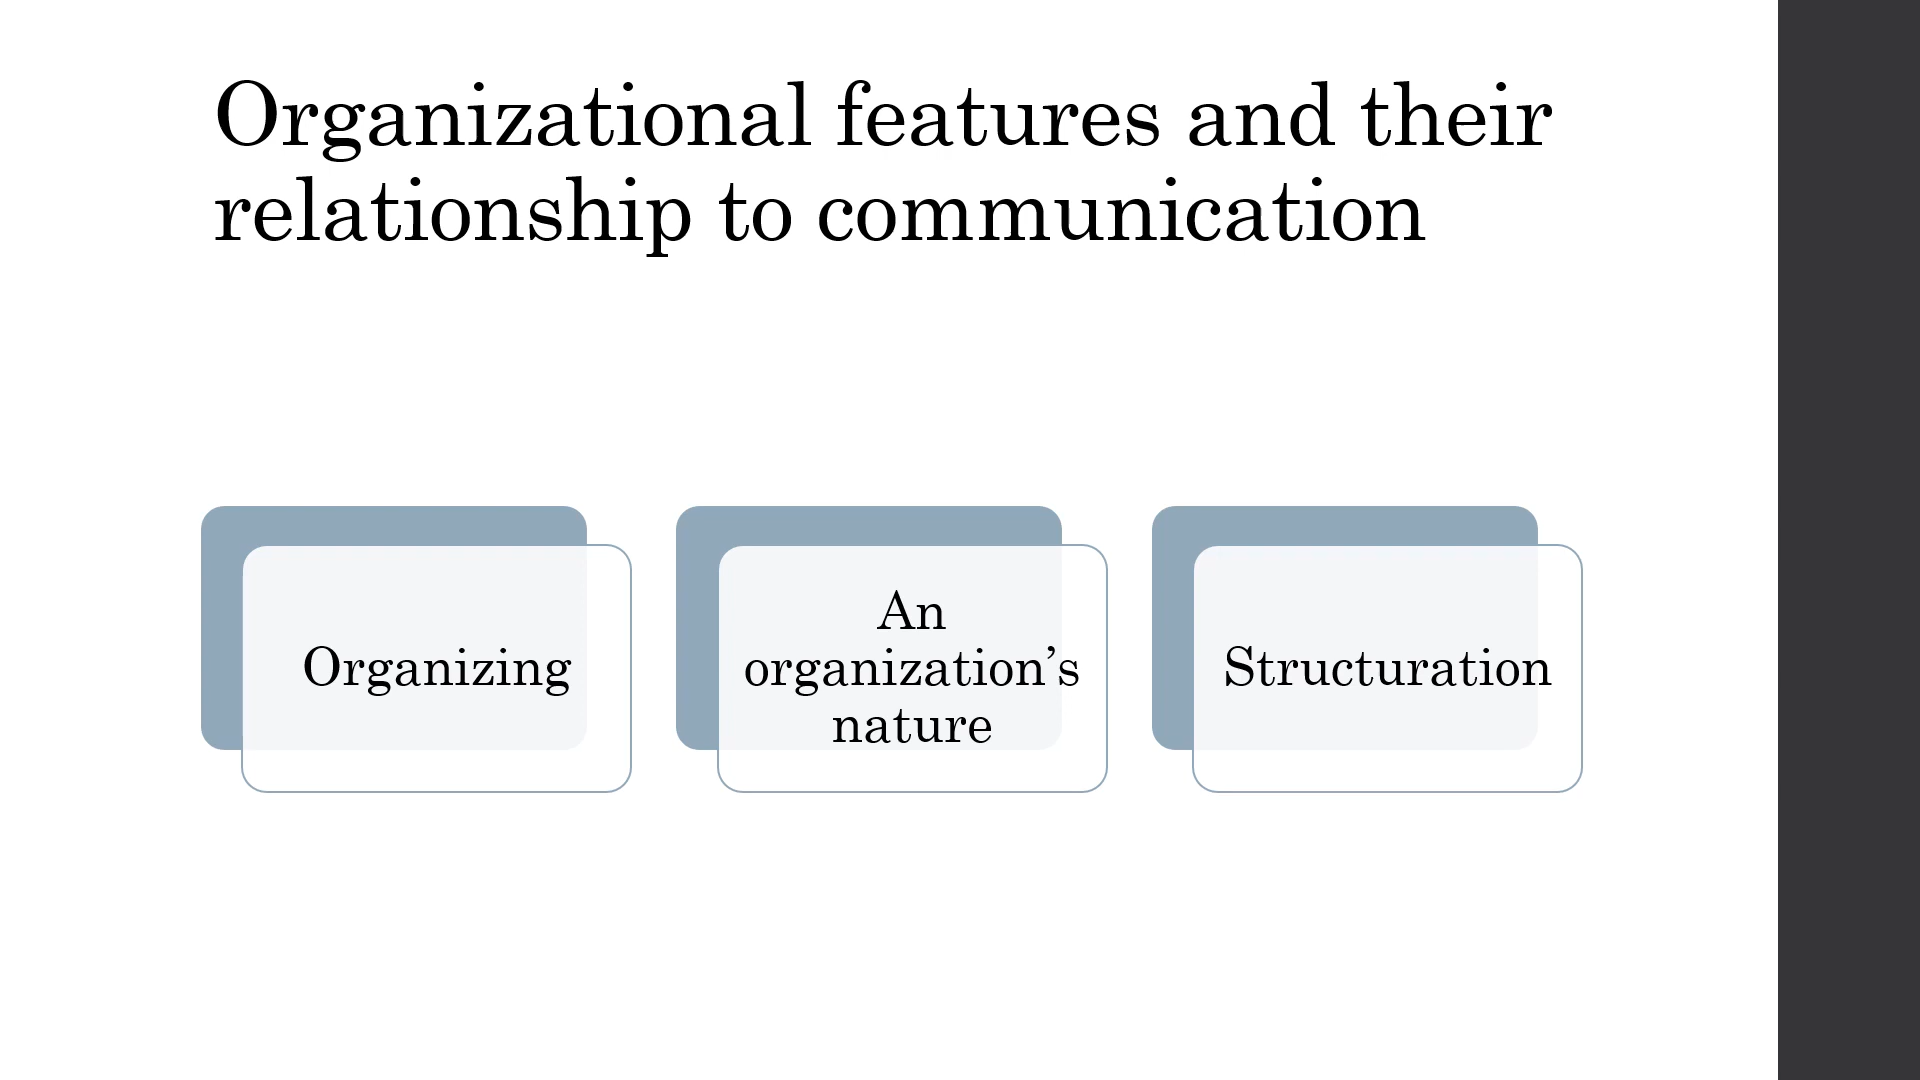 Organizational features and their
relationship to communication
Organizing
An
organization’s
nature
Structuration